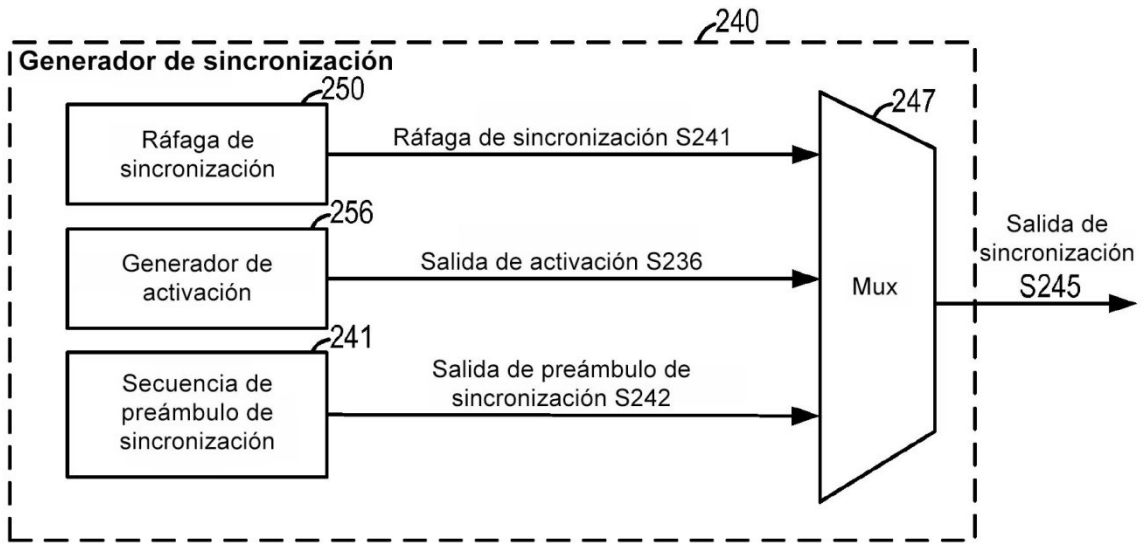 240
Generador de sincronización
250
Ráfaga de
sincronización
Ráfaga de sincronización S241
247
256
Generador de
activación
Salida de activación S236
Mux
Salida de
sincronización
S245
241
Secuencia de
preámbulo de
sincronización
Salida de preámbulo de
sincronización S242